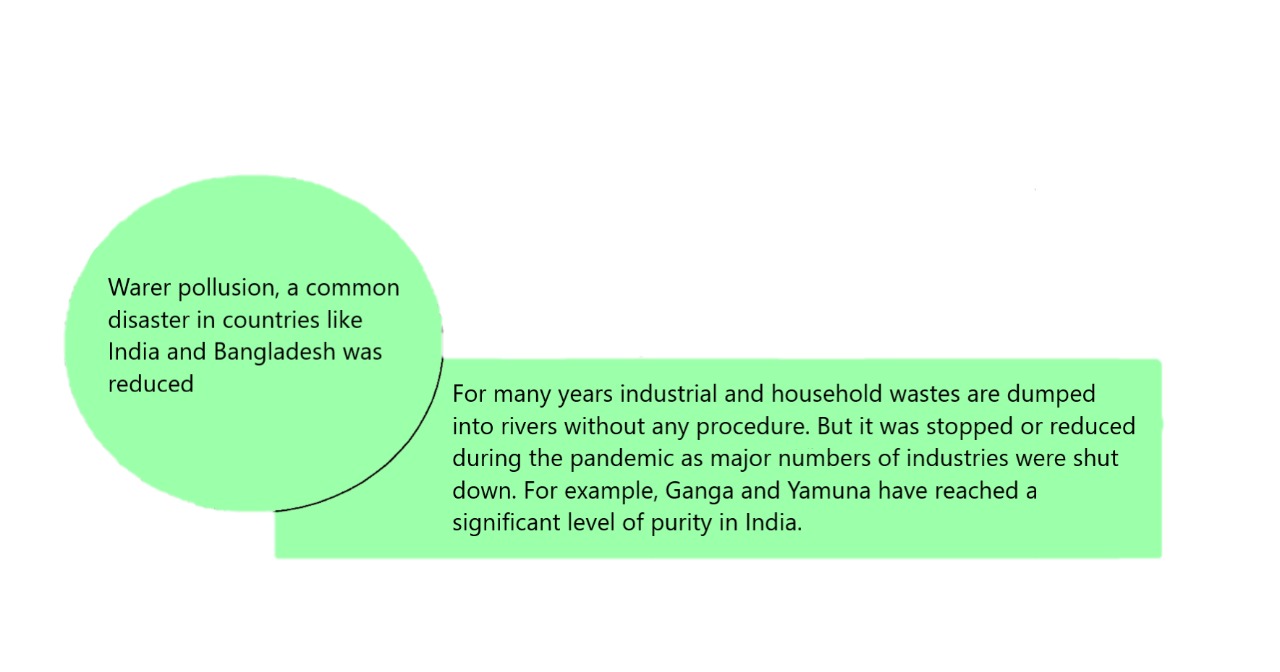 Warer pollusion, a common
disaster in countries like
India and Bangladesh was
reduced
For many years industrial and household wastes are dumped
into rivers without any procedure. But it was stopped or reduced
during the pandemic as major numbers of industries were shut
down. For example, Ganga and Yamuna have reached a
significant level of purity in India.